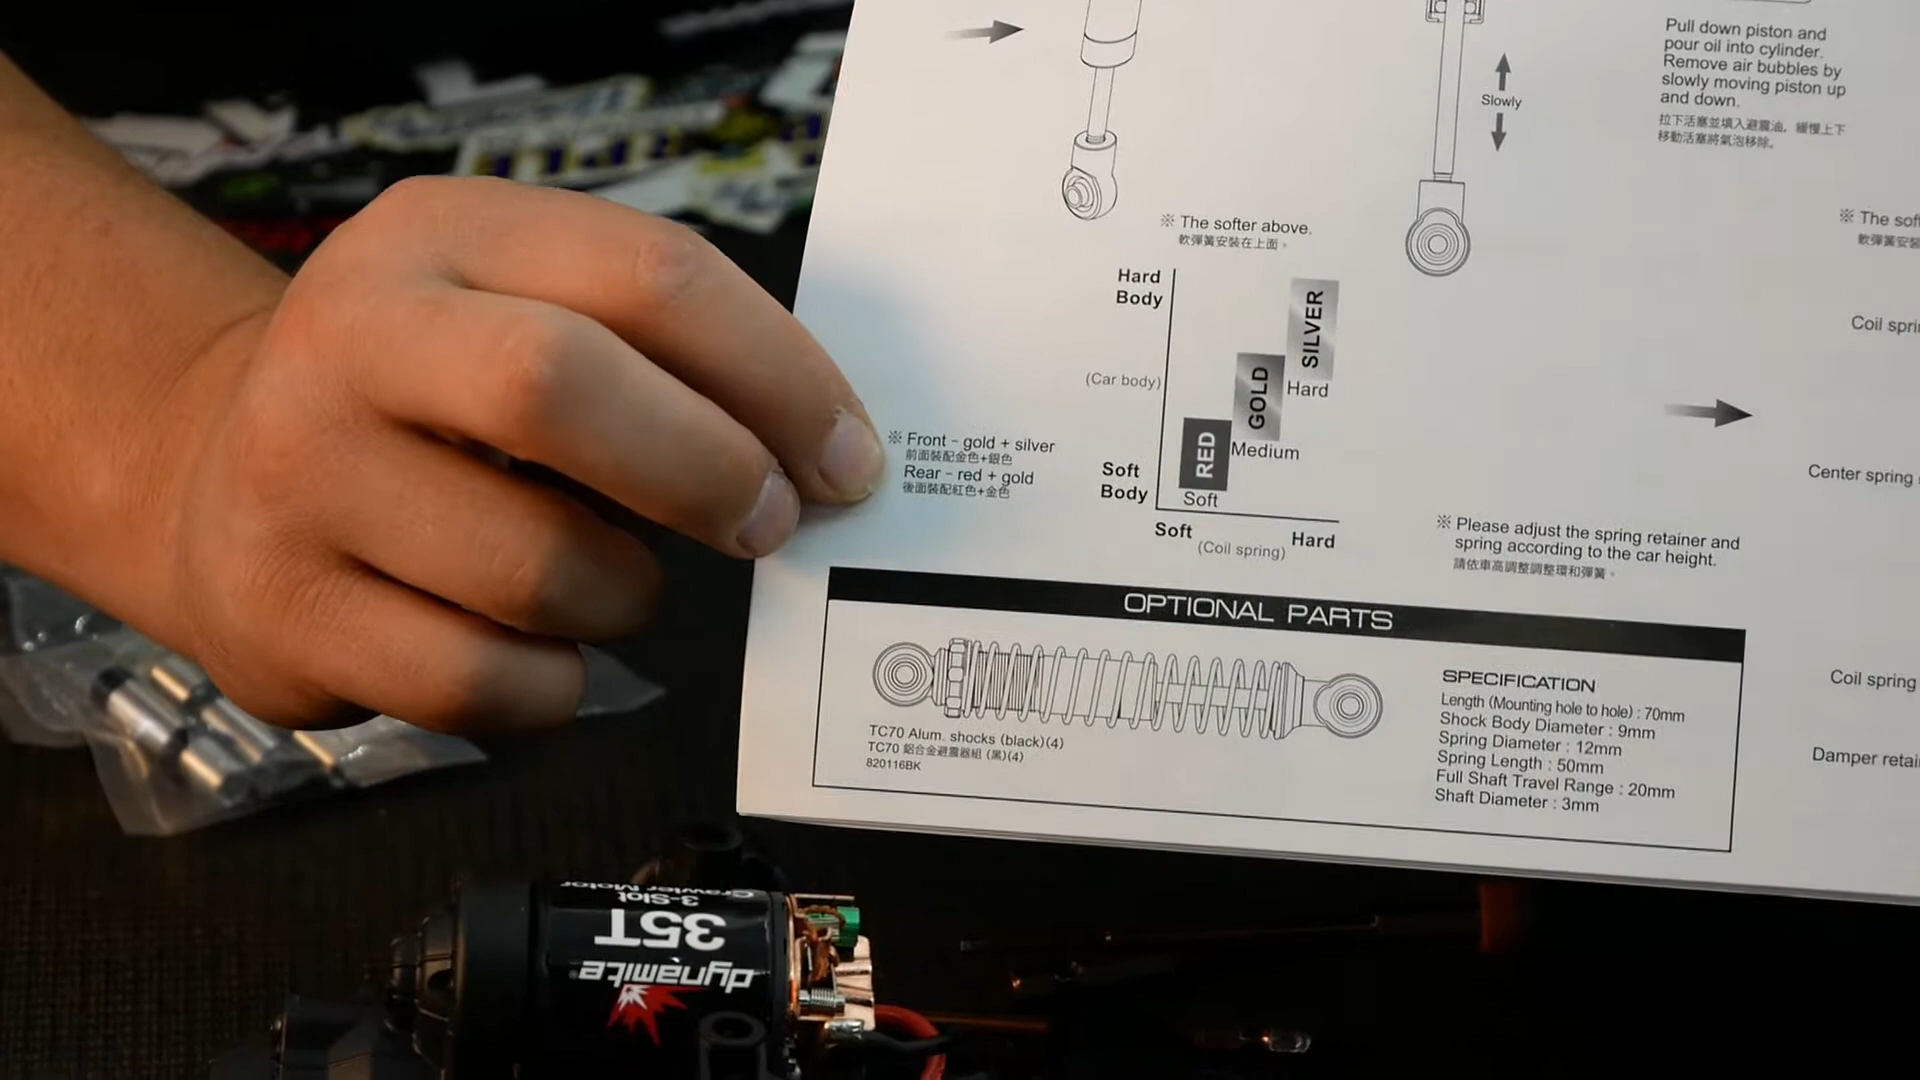 Pull down piston and
pour oil into cylinder.
Remove air bubbles by
slowly moving piston up
and down.
拉下活塞並填入避震油，緩慢上下
移動活塞將氣泡移除。
Slowly
※ The softer above.
軟彈簧安裝在上面。
※ The sof
軟彈簧安裝
Hard
Body
(Car body)
Soft
Body
SILVER
Hard
GOLD
Medium
RED
Soft
Soft
(Coil spring)
Hard
※ Front - gold + silver
前面裝配金色+銀色
Rear - red + gold
後面裝配紅色+金色
※ Please adjust the spring retainer and
spring according to the car height.
請依車高調整調整環和彈簧。
Coil sprin
Center spring
Coil spring
Damper retai
OPTIONAL PARTS
TC70 Alum. shocks (black)(4)
TC70 鋁合金避震器組 (黑)(4)
820116BK
SPECIFICATION
Length (Mounting hole to hole) : 70mm
Shock Body Diameter : 9mm
Spring Diameter : 12mm
Spring Length : 50mm
Full Shaft Travel Range : 20mm
Shaft Diameter : 3mm
dynamite
35T
3-Slot
Crawler Motor